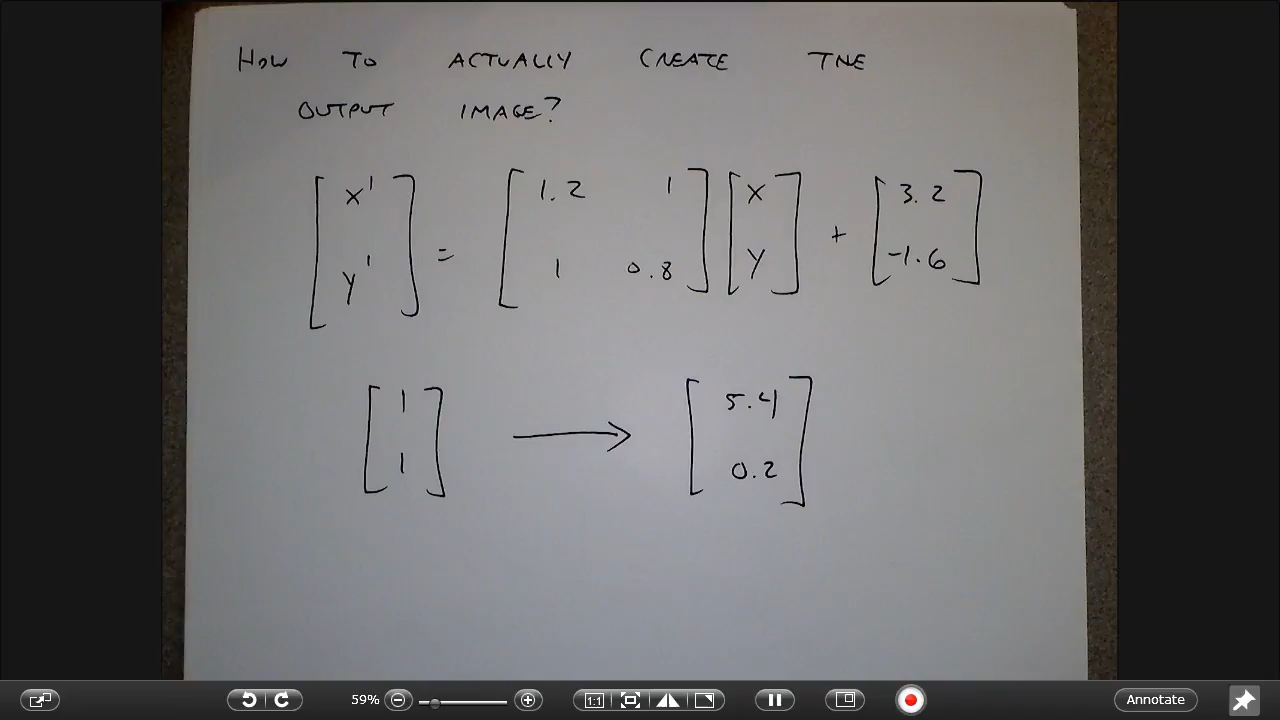 HOW TO ACTUALLY CREATE THE
OUTPUT IMAGE?
[x' y'] = [1.2 1 1 0.8] [x y] + [3.2 -1.6]
[1 1] → [5.4 0.2]
59% 1:1 Annotate